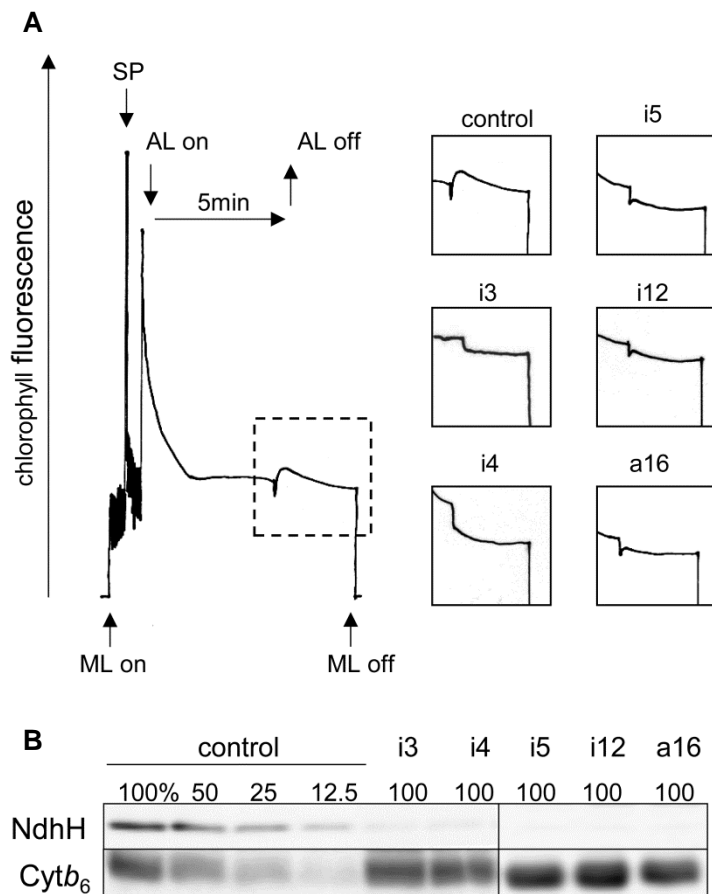 A
SP
AL on
AL off
5min
chlorophyll fluorescence
ML on
ML off
control
i5
i3
i12
i4
a16
B
control i3 i4 i5 i12 a16
100% 50 25 12.5 100 100 100 100 100
NdhH
Cytb6